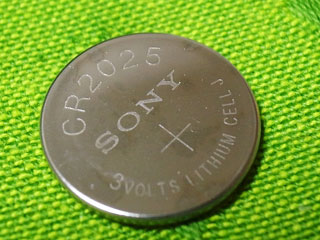 CR2025
SONY
+
3VOLTS LITHIUM CELL J